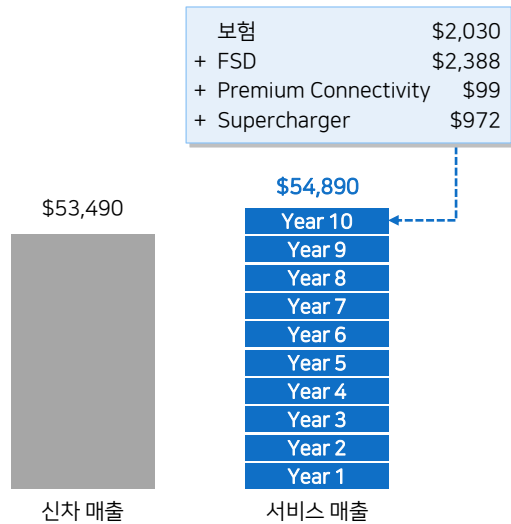 보험 $2,030
+ FSD $2,388
+ Premium Connectivity $99
+ Supercharger $972
$54,890
$53,490
Year 10
Year 9
Year 8
Year 7
Year 6
Year 5
Year 4
Year 3
Year 2
Year 1
신차 매출 서비스 매출